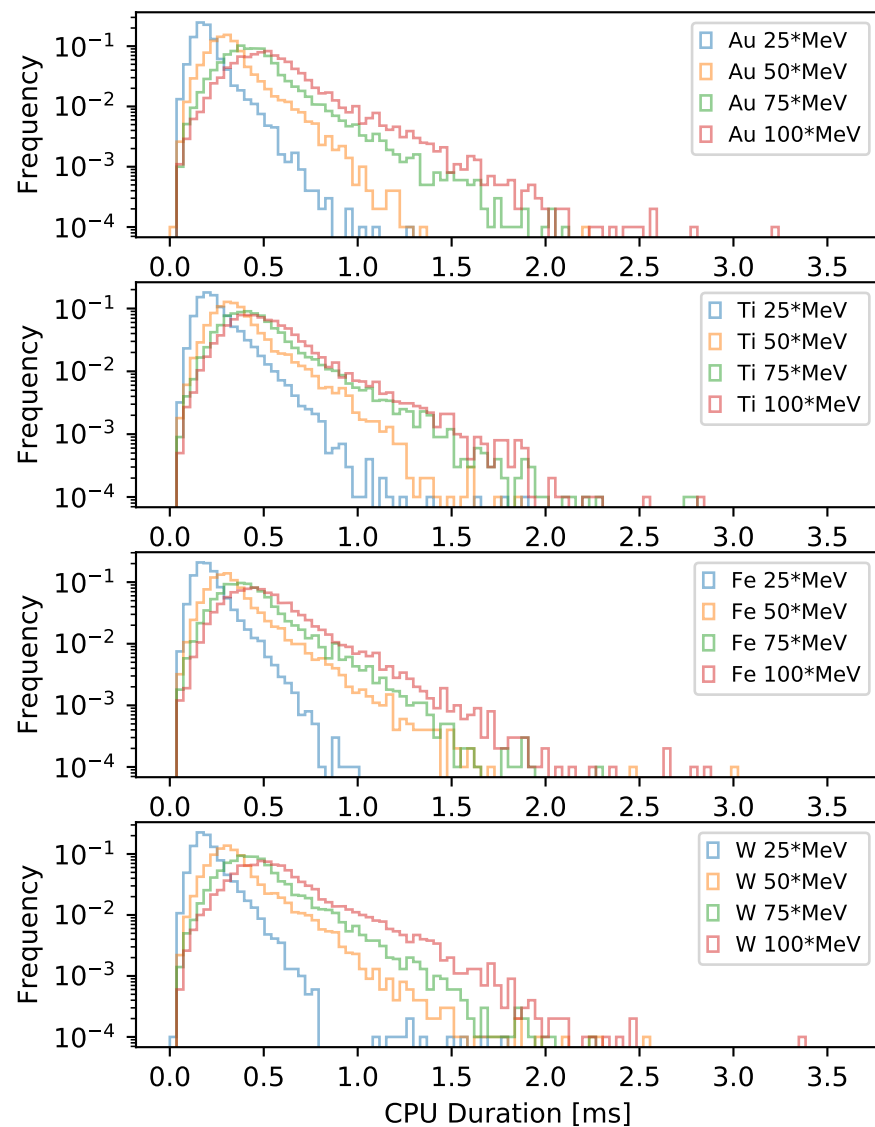 Frequency
10⁻¹
10⁻²
10⁻³
10⁻⁴
Au 25*MeV
Au 50*MeV
Au 75*MeV
Au 100*MeV
0.0 0.5 1.0 1.5 2.0 2.5 3.0 3.5
Frequency
10⁻¹
10⁻²
10⁻³
10⁻⁴
Ti 25*MeV
Ti 50*MeV
Ti 75*MeV
Ti 100*MeV
0.0 0.5 1.0 1.5 2.0 2.5 3.0 3.5
Frequency
10⁻¹
10⁻²
10⁻³
10⁻⁴
Fe 25*MeV
Fe 50*MeV
Fe 75*MeV
Fe 100*MeV
0.0 0.5 1.0 1.5 2.0 2.5 3.0 3.5
Frequency
10⁻¹
10⁻²
10⁻³
10⁻⁴
W 25*MeV
W 50*MeV
W 75*MeV
W 100*MeV
0.0 0.5 1.0 1.5 2.0 2.5 3.0 3.5
CPU Duration [ms]